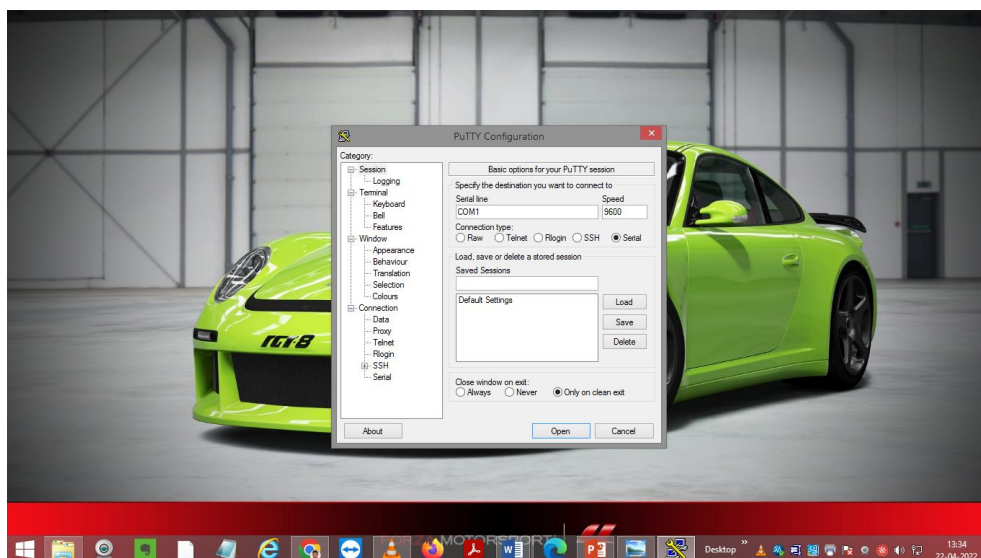 PuTTY Configuration
Category:
Session
Logging
Terminal
Keyboard
Bell
Features
Window
Appearance
Behaviour
Translation
Selection
Colours
Connection
Data
Proxy
Telnet
Rlogin
SSH
Serial
Basic options for your PuTTY session
Specify the destination you want to connect to
Serial line Speed
COM1 9600
Connection type:
Raw Telnet Rlogin SSH Serial
Load, save or delete a stored session
Saved Sessions
Default Settings
Load
Save
Delete
Close window on exit:
Always Never Only on clean exit
About Open Cancel
MOTORSPORT
Desktop
13:34
22-04-2022